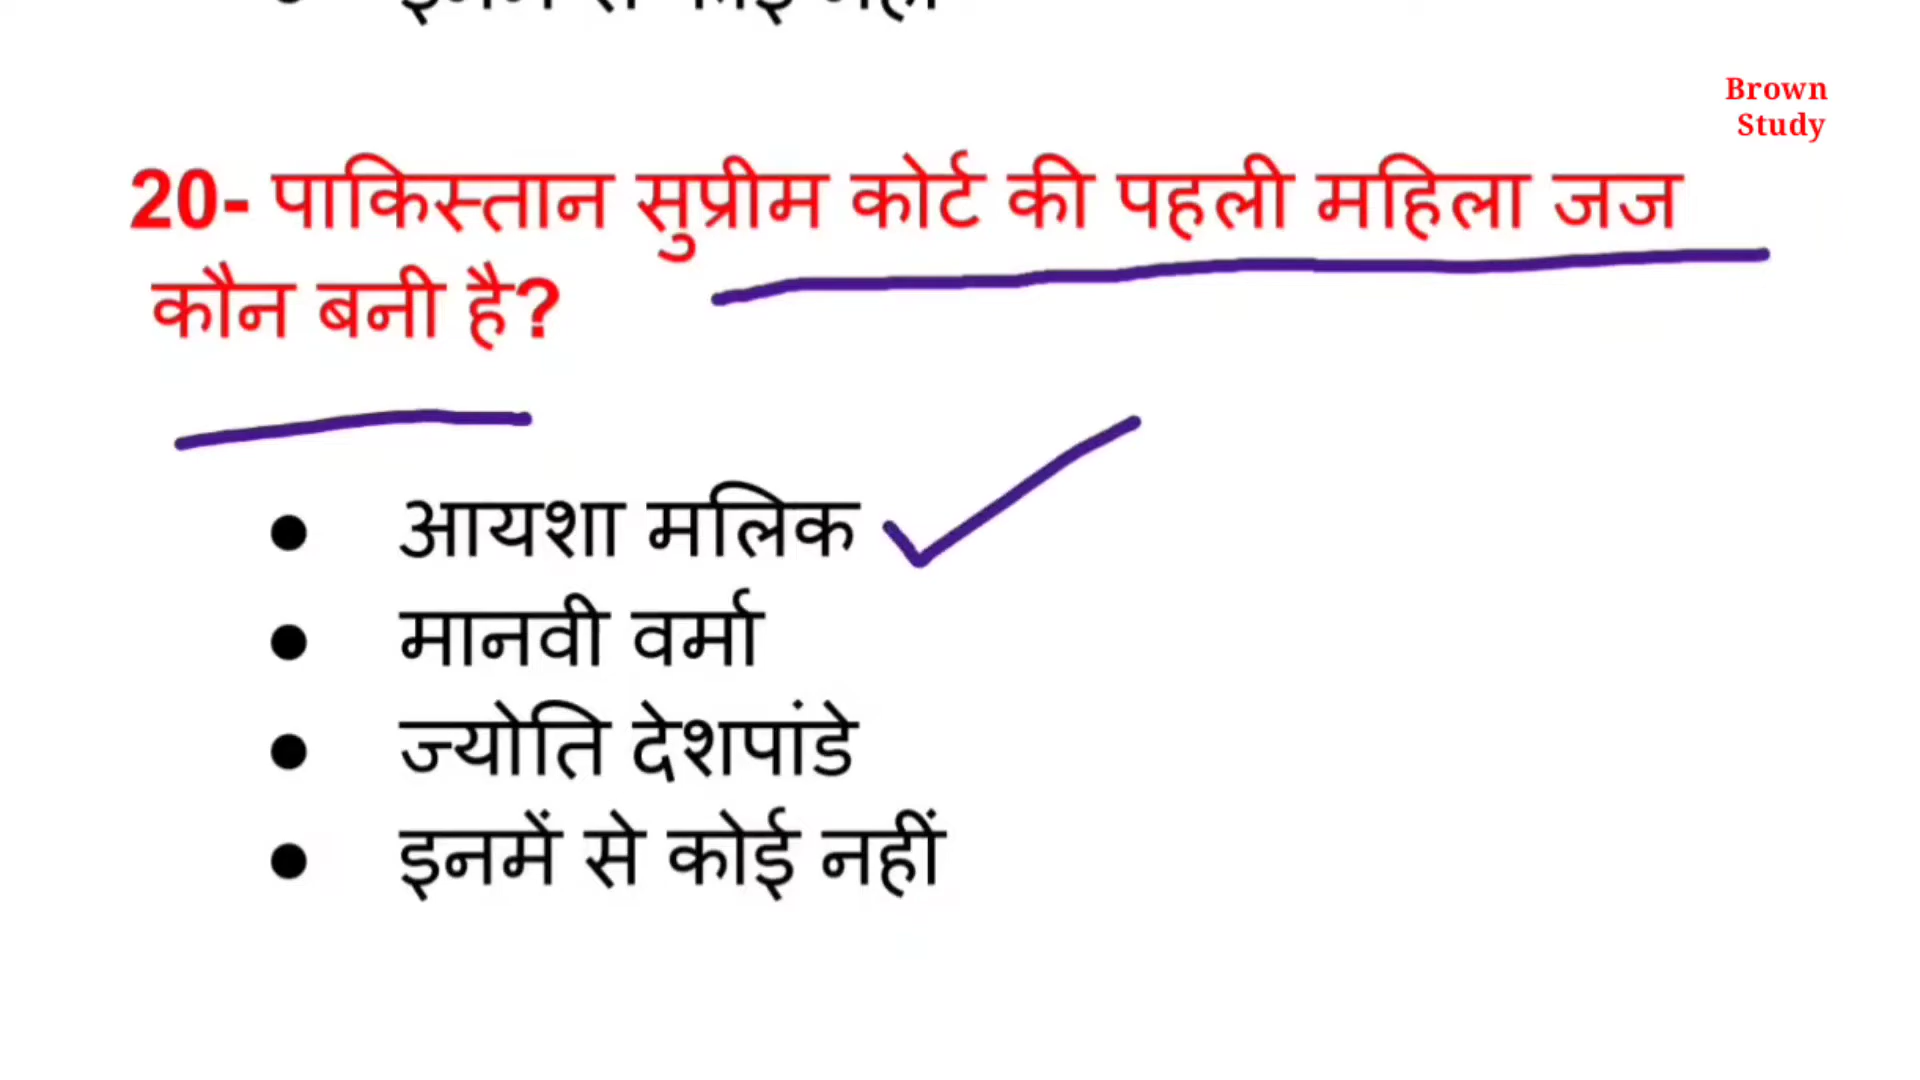 Brown
Study
20- पाकिस्तान सुप्रीम कोर्ट की पहली महिला जज
कौन बनी है?
● आयशा मलिक
● मानवी वर्मा
● ज्योति देशपांडे
● इनमें से कोई नहीं